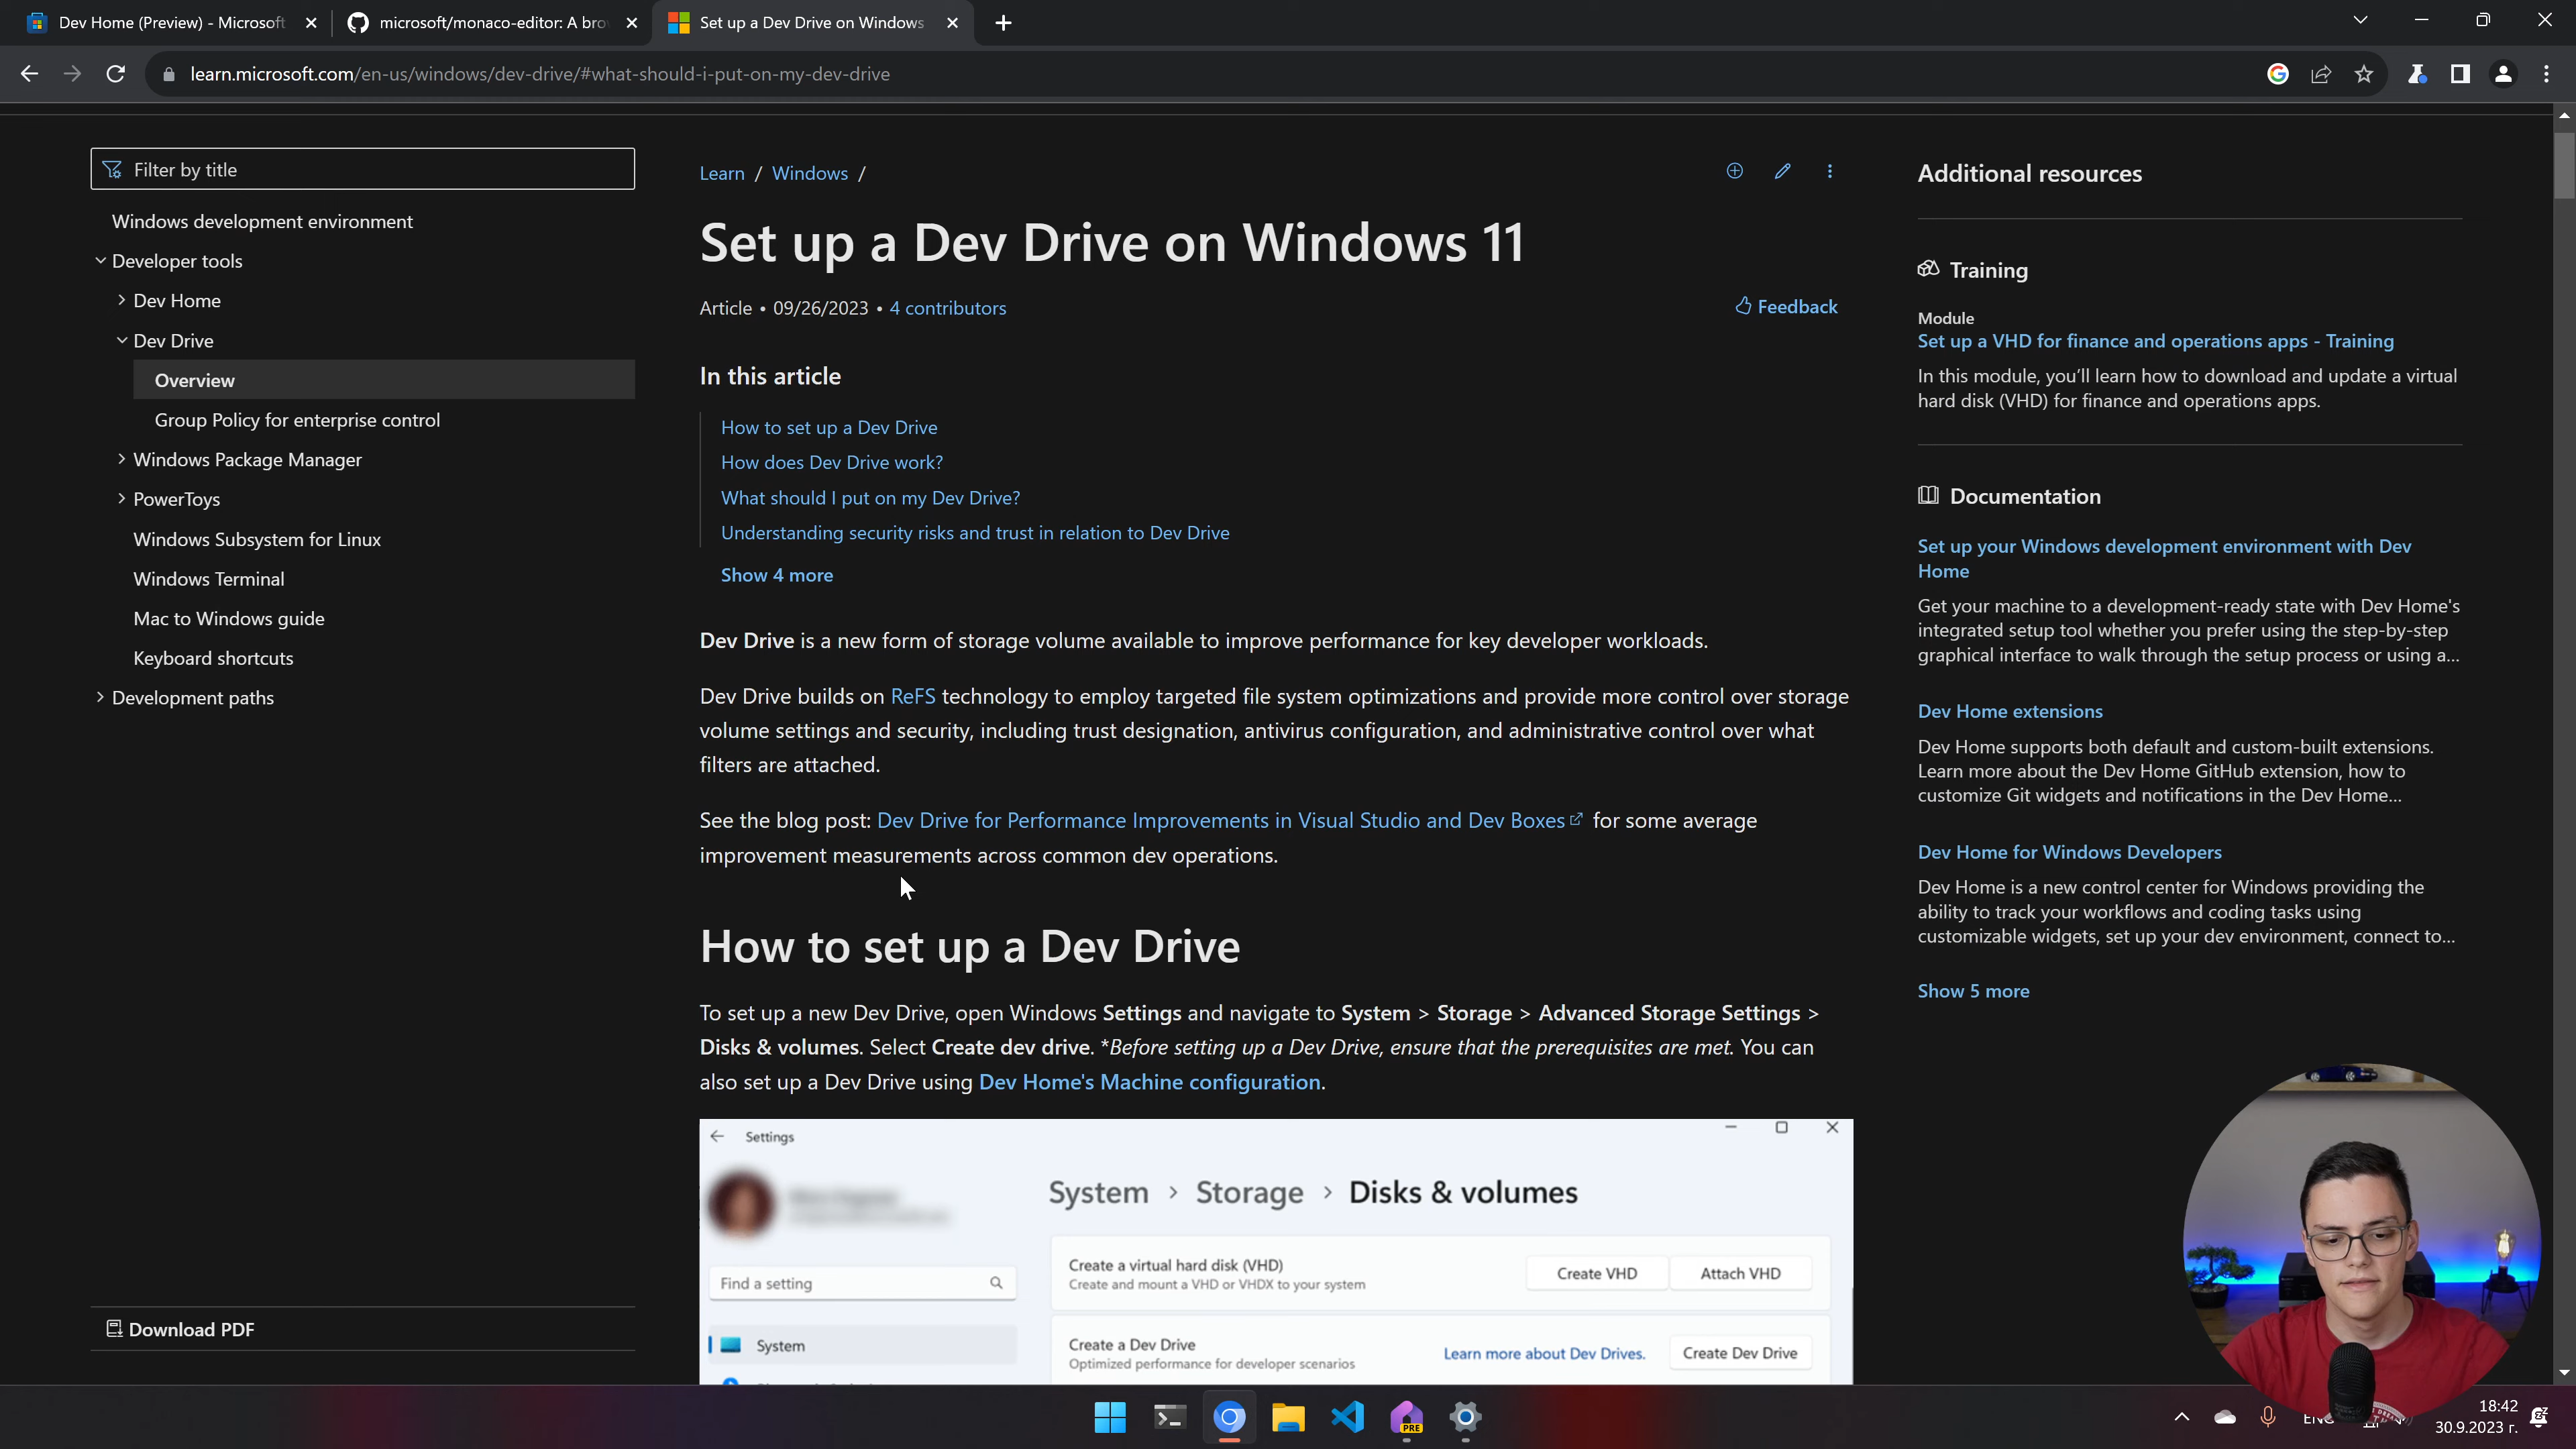 Dev Home (Preview) - Microsoft
microsoft/monaco-editor: A bro
Set up a Dev Drive on Windows
learn.microsoft.com/en-us/windows/dev-drive/#what-should-i-put-on-my-dev-drive
Filter by title
Windows development environment
Developer tools
Dev Home
Dev Drive
Overview
Group Policy for enterprise control
Windows Package Manager
PowerToys
Windows Subsystem for Linux
Windows Terminal
Mac to Windows guide
Keyboard shortcuts
Development paths
Download PDF
Learn / Windows /
Set up a Dev Drive on Windows 11
Article • 09/26/2023 • 4 contributors
Feedback
In this article
How to set up a Dev Drive
How does Dev Drive work?
What should I put on my Dev Drive?
Understanding security risks and trust in relation to Dev Drive
Show 4 more
Dev Drive is a new form of storage volume available to improve performance for key developer workloads.
Dev Drive builds on ReFS technology to employ targeted file system optimizations and provide more control over storage
volume settings and security, including trust designation, antivirus configuration, and administrative control over what
filters are attached.
See the blog post: Dev Drive for Performance Improvements in Visual Studio and Dev Boxes for some average
improvement measurements across common dev operations.
How to set up a Dev Drive
To set up a new Dev Drive, open Windows Settings and navigate to System > Storage > Advanced Storage Settings >
Disks & volumes. Select Create dev drive. *Before setting up a Dev Drive, ensure that the prerequisites are met. You can
also set up a Dev Drive using Dev Home's Machine configuration.
Settings
System > Storage > Disks & volumes
Find a setting
System
Create a virtual hard disk (VHD)
Create and mount a VHD or VHDX to your system
Create VHD
Attach VHD
Create a Dev Drive
Optimized performance for developer scenarios
Learn more about Dev Drives.
Create Dev Drive
Additional resources
Training
Module
Set up a VHD for finance and operations apps - Training
In this module, you'll learn how to download and update a virtual
hard disk (VHD) for finance and operations apps.
Documentation
Set up your Windows development environment with Dev
Home
Get your machine to a development-ready state with Dev Home's
integrated setup tool whether you prefer using the step-by-step
graphical interface to walk through the setup process or using a...
Dev Home extensions
Dev Home supports both default and custom-built extensions.
Learn more about the Dev Home GitHub extension, how to
customize Git widgets and notifications in the Dev Home...
Dev Home for Windows Developers
Dev Home is a new control center for Windows providing the
ability to track your workflows and coding tasks using
customizable widgets, set up your dev environment, connect to...
Show 5 more
PRE
18:42
30.9.2023 г.